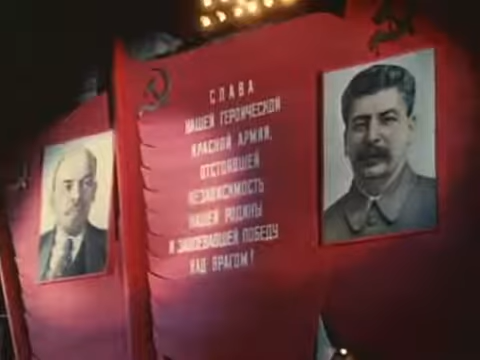 СЛАВА
НАШЕЙ ГЕРОИЧЕСКОЙ
КРАСНОЙ АРМИИ,
ОТСТОЯВШЕЙ
НЕЗАВИСИМОСТЬ
НАШЕЙ РОДИНЫ
И ЗАВОЕВАВШЕЙ ПОБЕДУ
НАД ВРАГОМ!